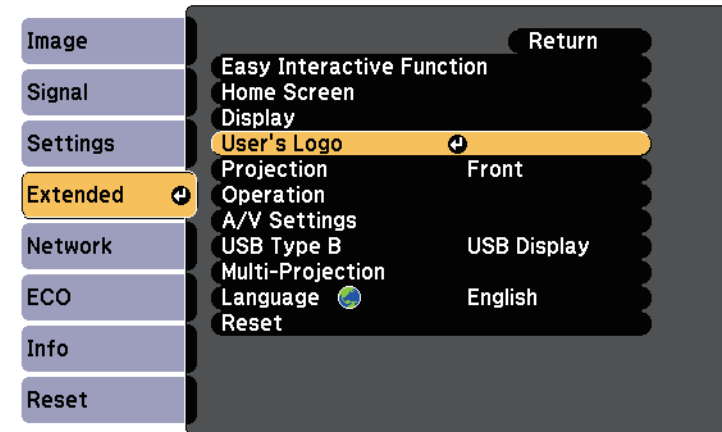 Image
Signal
Settings
Extended
Network
ECO
Info
Reset
Return
Easy Interactive Function
Home Screen
Display
User's Logo
Projection Front
Operation
A/V Settings
USB Type B USB Display
Multi-Projection
Language English
Reset